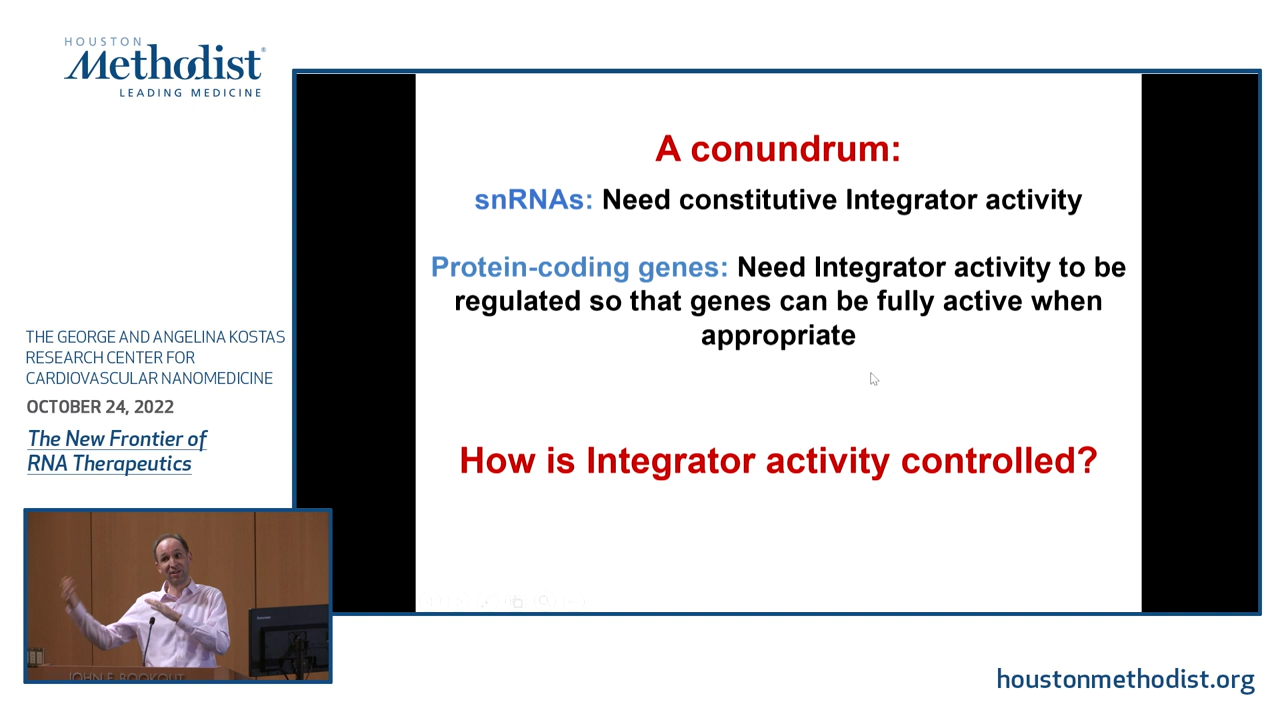 HOUSTON
Methodist®
LEADING MEDICINE
A conundrum:
snRNAs: Need constitutive Integrator activity
Protein-coding genes: Need Integrator activity to be
regulated so that genes can be fully active when
appropriate
How is Integrator activity controlled?
THE GEORGE AND ANGELINA KOSTAS
RESEARCH CENTER FOR
CARDIOVASCULAR NANOMEDICINE
OCTOBER 24, 2022
The New Frontier of
RNA Therapeutics
JOHN F BOOKOUT
houstonmethodist.org